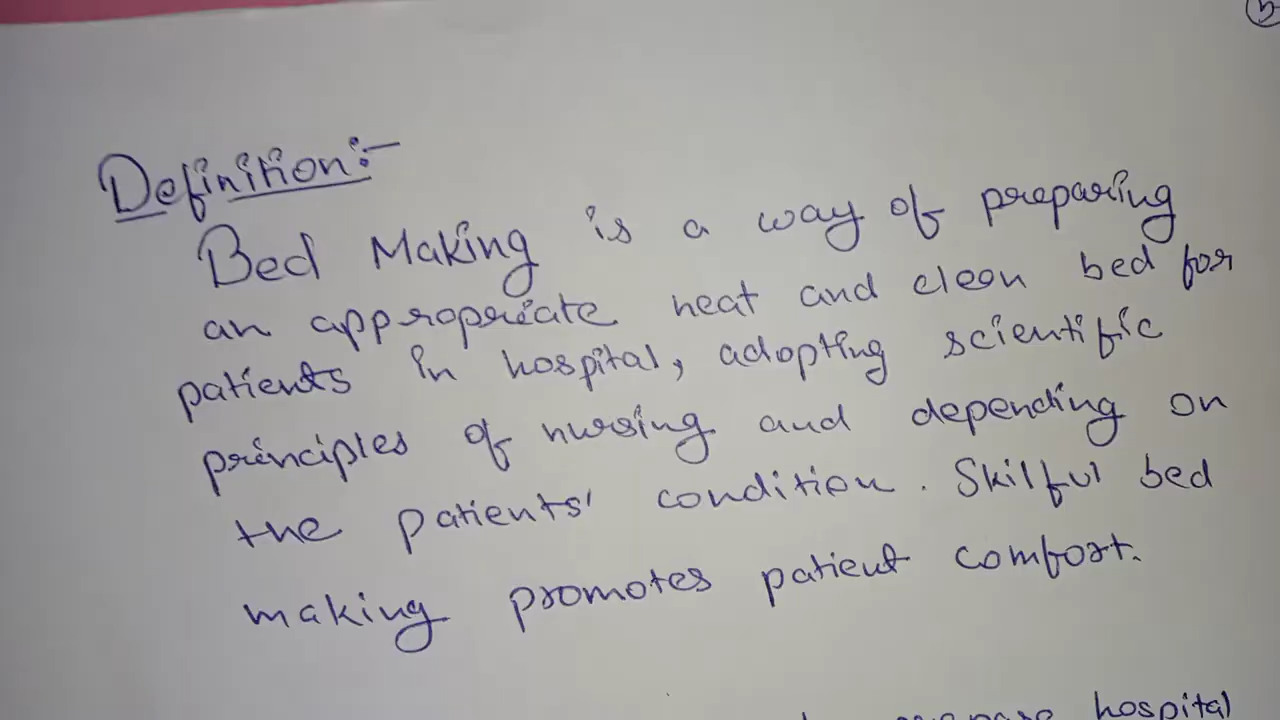 Definition:-
Bed Making is a way of preparing
an appropriate neat and clean bed for
patients in hospital, adopting scientific
principles of nursing and depending on
the patients' condition. Skilful bed
making promotes patient comfort.
hospital